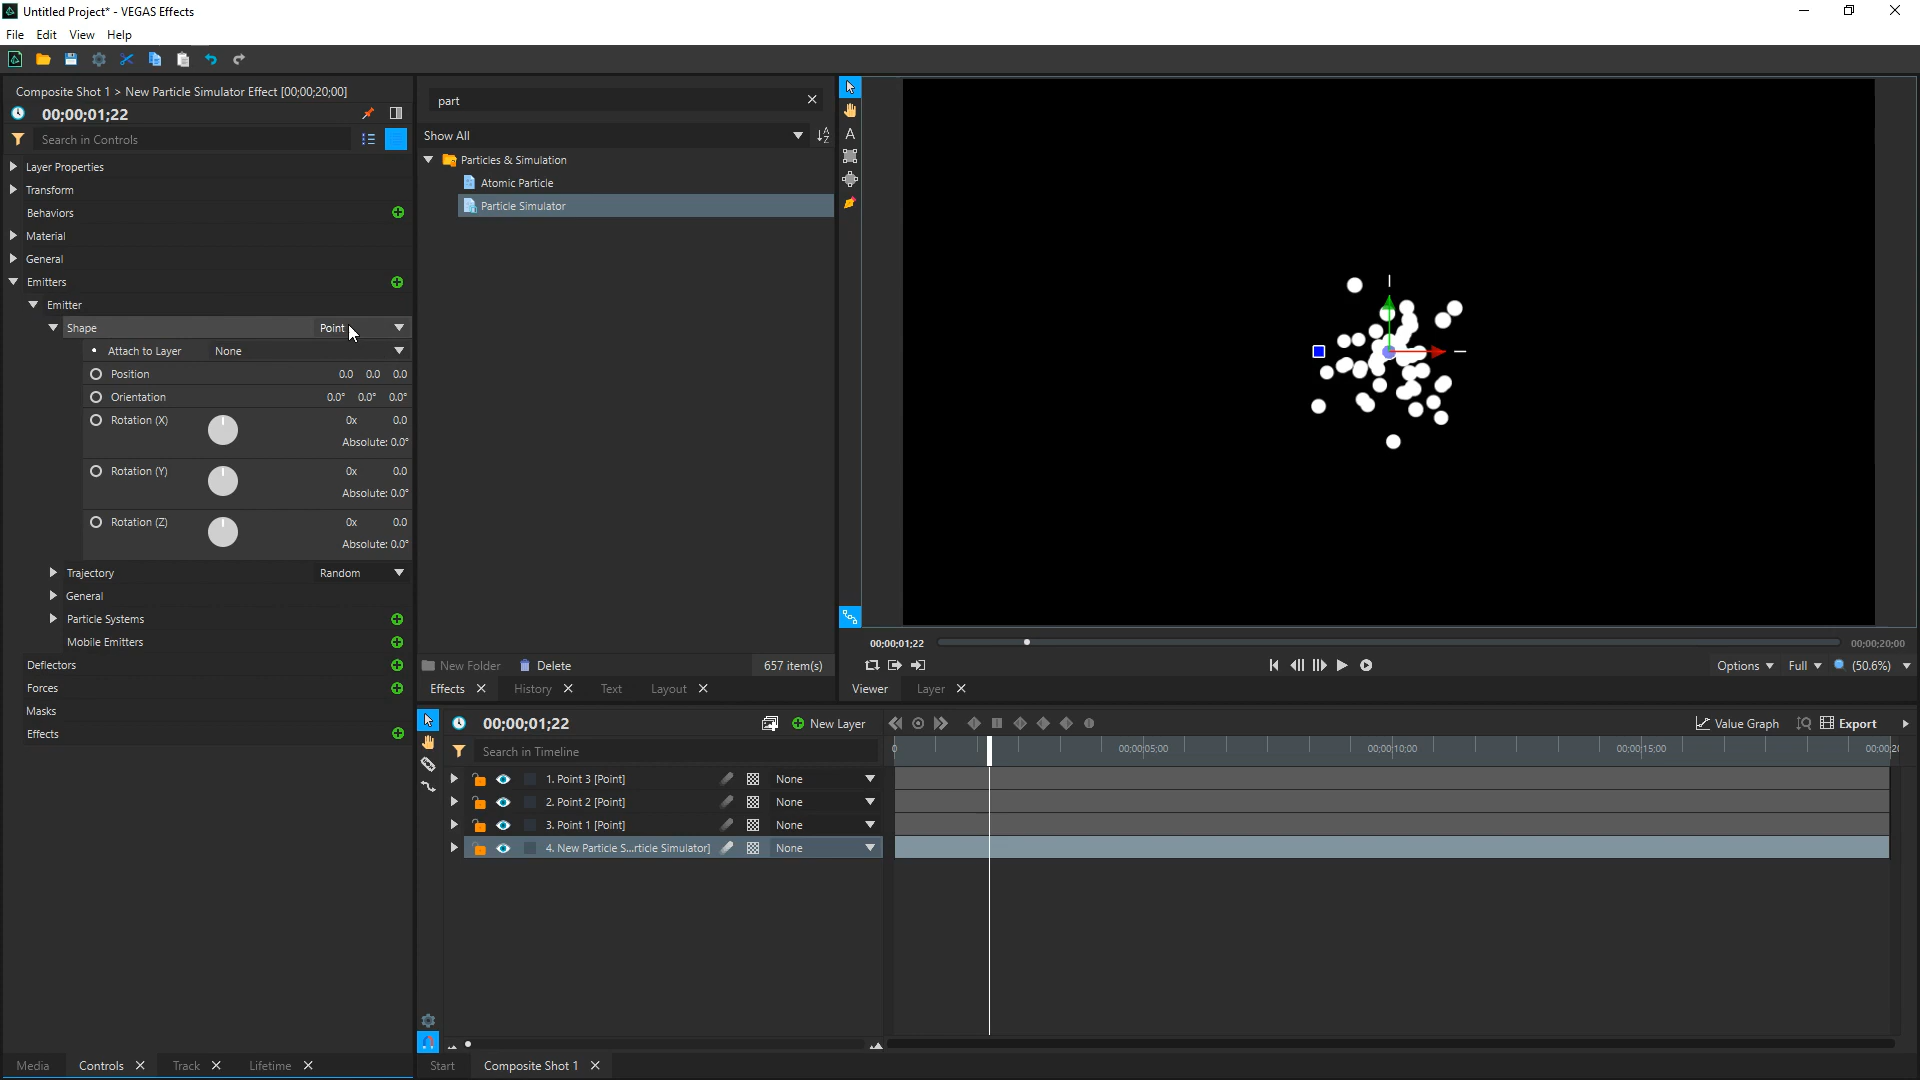 Untitled Project* - VEGAS Effects
File Edit View Help
Composite Shot 1 > New Particle Simulator Effect [00;00;20;00]
00;00;01;22
Search in Controls
Layer Properties
Transform
Behaviors
Material
General
Emitters
Emitter
Shape Point
Attach to Layer None
Position 0.0 0.0 0.0
Orientation 0.0° 0.0° 0.0°
Rotation (X) 0x 0.0
Absolute: 0.0°
Rotation (Y) 0x 0.0
Absolute: 0.0°
Rotation (Z) 0x 0.0
Absolute: 0.0°
Trajectory Random
General
Particle Systems
Mobile Emitters
Deflectors
Forces
Masks
Effects
Media Controls Track Lifetime
part
Show All
Particles & Simulation
Atomic Particle
Particle Simulator
New Folder Delete 657 item(s)
Effects History Text Layout
A
00;00;01;22 00;00;20;00
Options Full (50.6%)
Viewer Layer
00;00;01;22 New Layer Value Graph Export
Search in Timeline
0 00;00;05;00 00;00;10;00 00;00;15;00 00;00;2
1. Point 3 [Point] None
2. Point 2 [Point] None
3. Point 1 [Point] None
4. New Particle S...rticle Simulator] None
Start Composite Shot 1